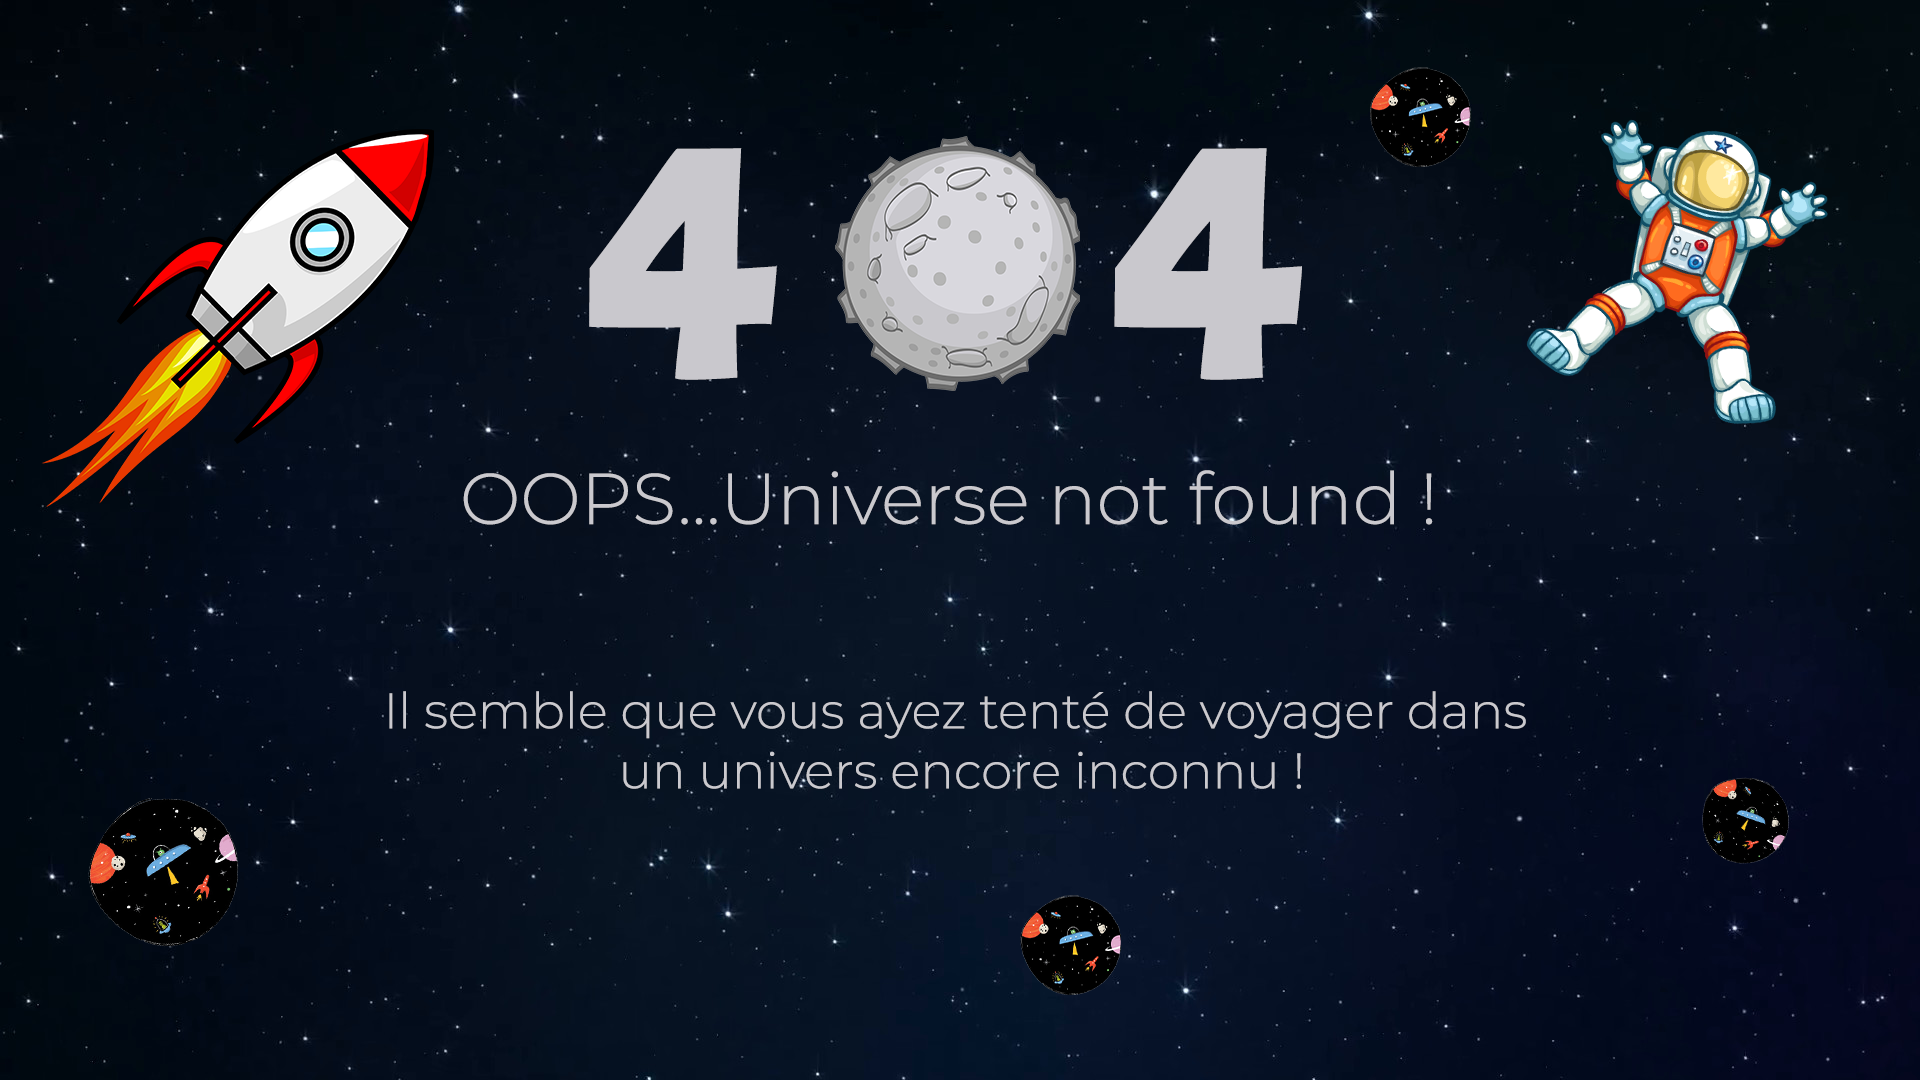 404
OOPS...Universe not found !
Il semble que vous ayez tenté de voyager dans
un univers encore inconnu !